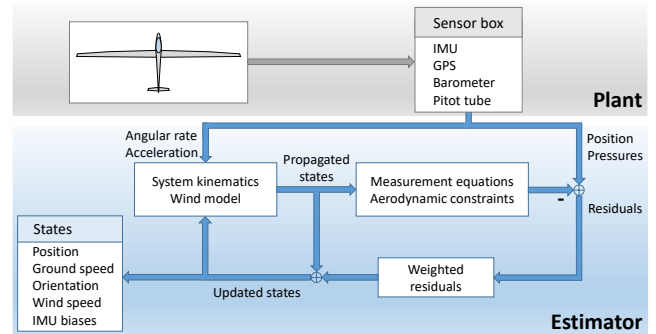 Sensor box
IMU
GPS
Barometer
Pitot tube
Plant
Angular rate
Acceleration
Propagated
states
Position
Pressures
System kinematics
Wind model
Measurement equations
Aerodynamic constraints
-
Residuals
States
Position
Ground speed
Orientation
Wind speed
IMU biases
Updated states
Weighted
residuals
Estimator